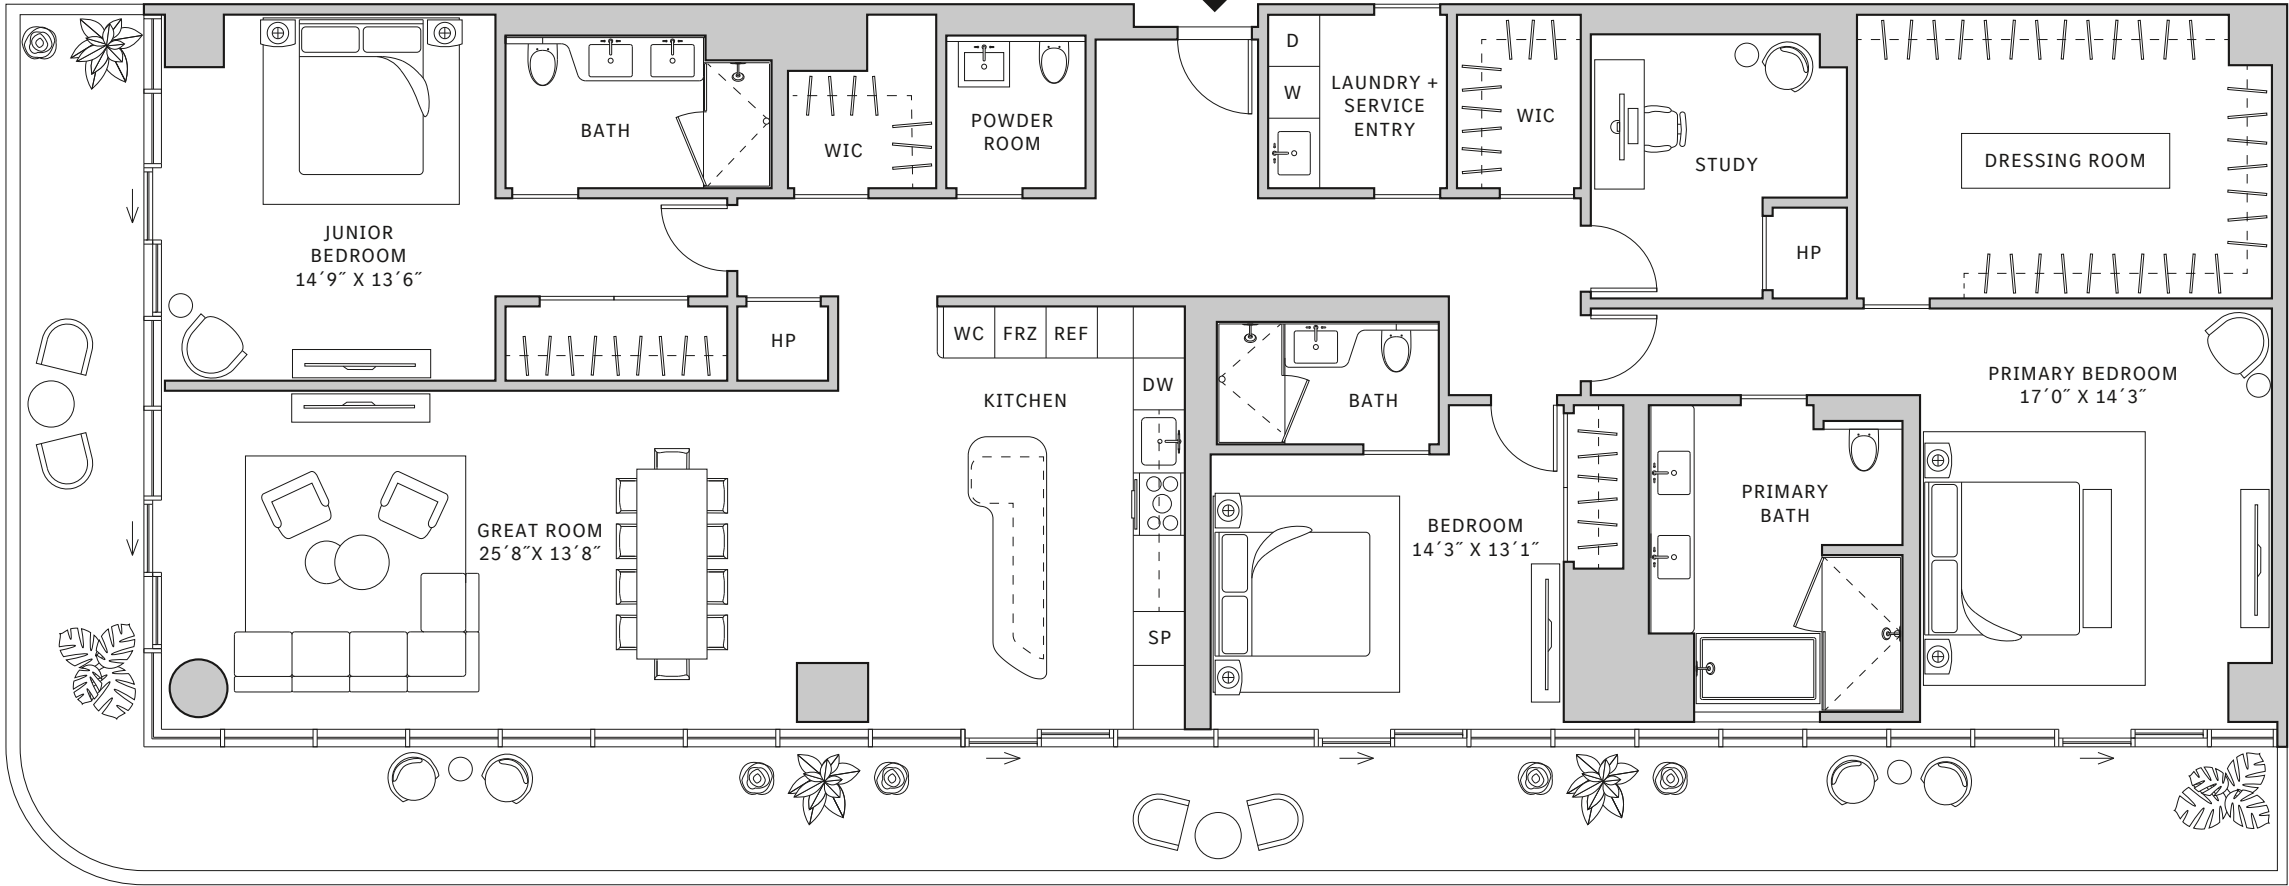 D
W
LAUNDRY +
SERVICE
ENTRY
WIC
BATH
WIC
POWDER
ROOM
STUDY
DRESSING ROOM
JUNIOR
BEDROOM
14´9˝ X 13´6˝
HP
HP
WC
FRZ
REF
DW
KITCHEN
BATH
PRIMARY BEDROOM
17´0˝ X 14´3˝
GREAT ROOM
25´8˝X 13´8˝
BEDROOM
14´3˝ X 13´1˝
PRIMARY
BATH
SP